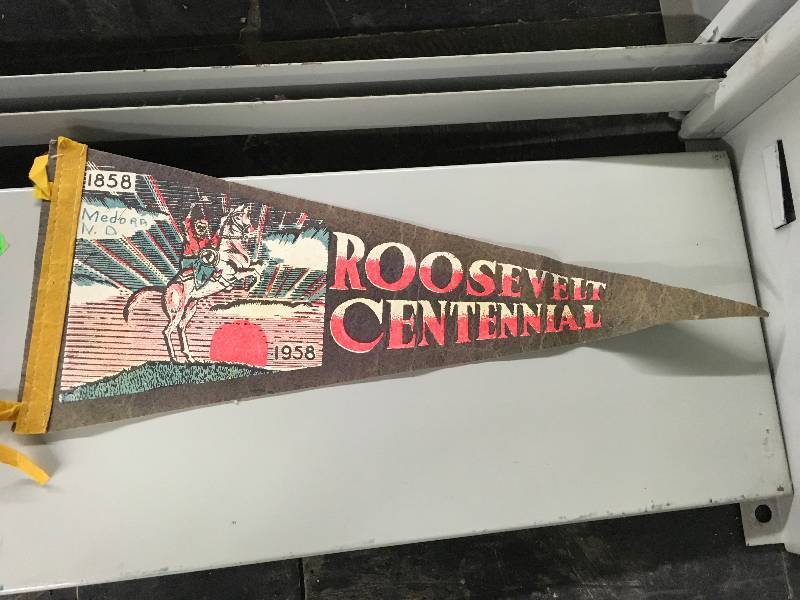 1858
Medora
N.D
ROOSEVELT
CENTENNIAL
1958